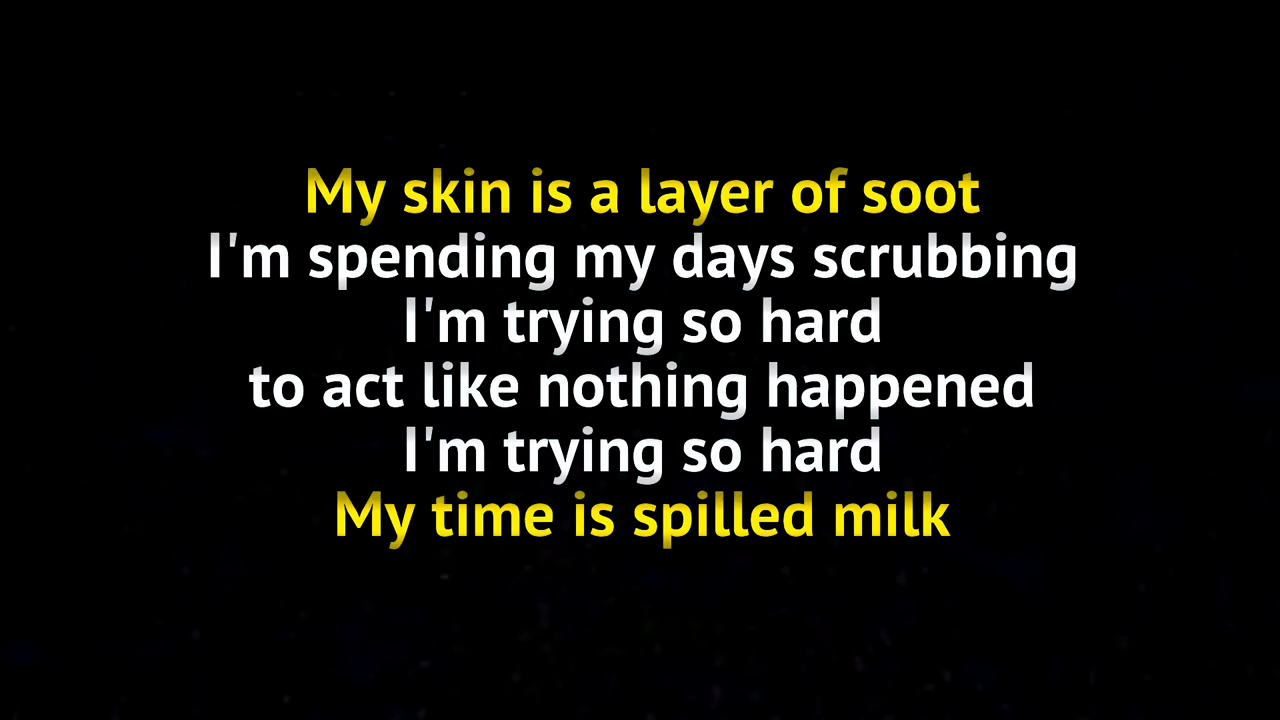 My skin is a layer of soot
I'm spending my days scrubbing
I'm trying so hard
to act like nothing happened
I'm trying so hard
My time is spilled milk